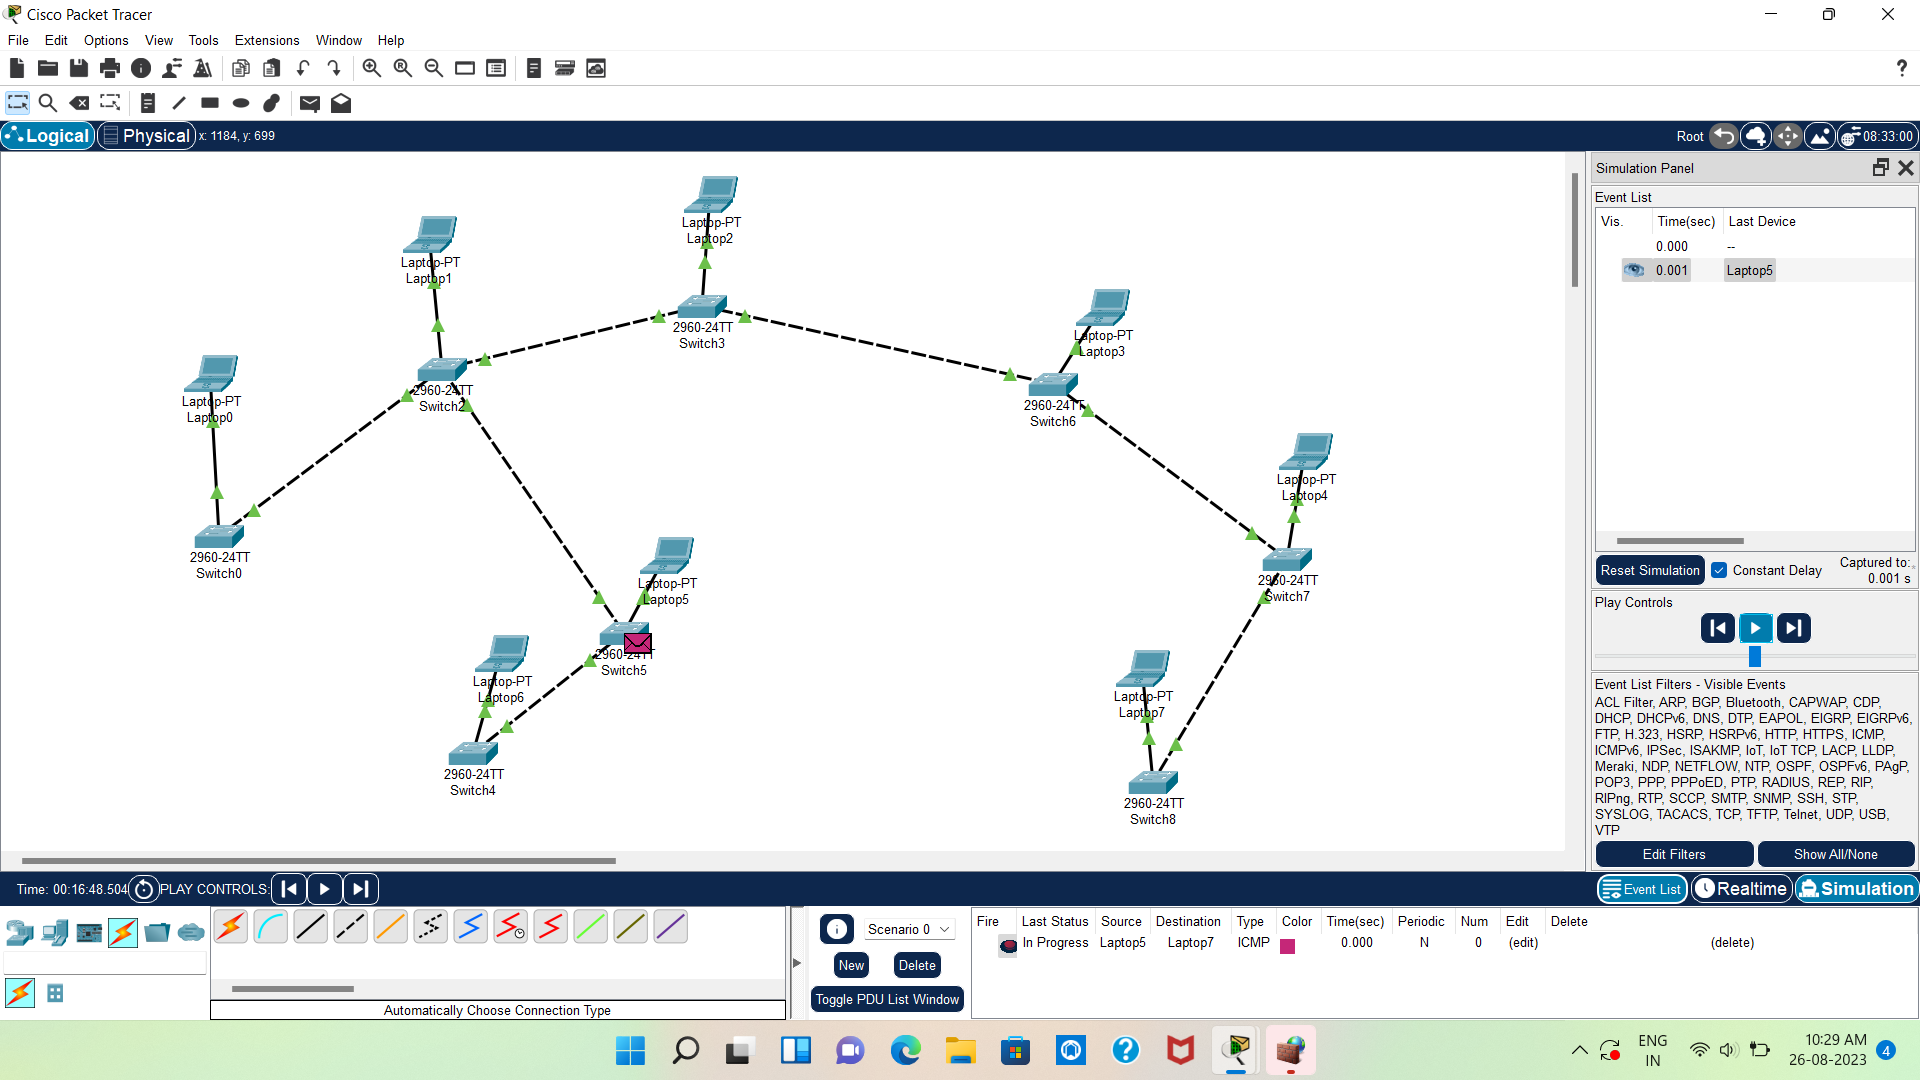 Cisco Packet Tracer
File Edit Options View Tools Extensions Window Help
?
Logical Physical x: 1184, y: 699
Root 08:33:00
Laptop-PT
Laptop2
Laptop-PT
Laptop1
2960-24TT
Switch3
Laptop-PT
Laptop3
2960-24TT
Switch2
Laptop-PT
Laptop0
2960-24TT
Switch6
Laptop-PT
Laptop4
2960-24TT
Switch0
Laptop-PT
Laptop5
2960-24TT
Switch7
2960-24TT
Switch5
Laptop-PT
Laptop6
Laptop-PT
Laptop7
2960-24TT
Switch4
2960-24TT
Switch8
Simulation Panel
Event List
Vis. Time(sec) Last Device
0.000 --
0.001 Laptop5
Reset Simulation Constant Delay Captured to:
0.001 s
Play Controls
Event List Filters - Visible Events
ACL Filter, ARP, BGP, Bluetooth, CAPWAP, CDP,
DHCP, DHCPv6, DNS, DTP, EAPOL, EIGRP, EIGRPv6,
FTP, H.323, HSRP, HSRPv6, HTTP, HTTPS, ICMP,
ICMPv6, IPSec, ISAKMP, IoT, IoT TCP, LACP, LLDP,
Meraki, NDP, NETFLOW, NTP, OSPF, OSPFv6, PAgP,
POP3, PPP, PPPoED, PTP, RADIUS, REP, RIP,
RIPng, RTP, SCCP, SMTP, SNMP, SSH, STP,
SYSLOG, TACACS, TCP, TFTP, Telnet, UDP, USB,
VTP
Edit Filters Show All/None
Time: 00:16:48.504 PLAY CONTROLS:
Event List Realtime Simulation
Automatically Choose Connection Type
Scenario 0
New Delete
Toggle PDU List Window
Fire Last Status Source Destination Type Color Time(sec) Periodic Num Edit Delete
In Progress Laptop5 Laptop7 ICMP 0.000 N 0 (edit) (delete)
ENG
IN
10:29 AM
26-08-2023
4